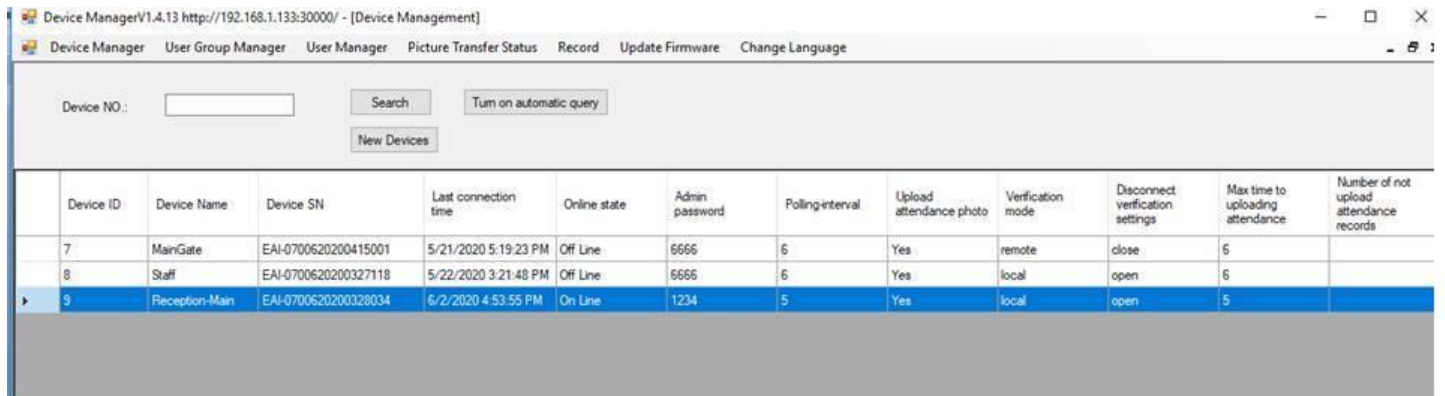 Device ManagerV1.4.13 http://192.168.1.133:30000/ - [Device Management]
Device Manager User Group Manager User Manager Picture Transfer Status Record Update Firmware Change Language
Device NO.: Search Turn on automatic query
New Devices
Device ID Device Name Device SN Last connection time Online state Admin password Polling-interval Upload attendance photo Verification mode Disconnect verification settings Max time to uploading attendance Number of not upload attendance records
7 MainGate EAI-0700620200415001 5/21/2020 5:19:23 PM Off Line 6666 6 Yes remote close 6
8 Staff EAI-0700620200327118 5/22/2020 3:21:48 PM Off Line 6666 6 Yes local open 6
9 Reception-Main EAI-0700620200328034 6/2/2020 4:53:55 PM On Line 1234 5 Yes local open 5